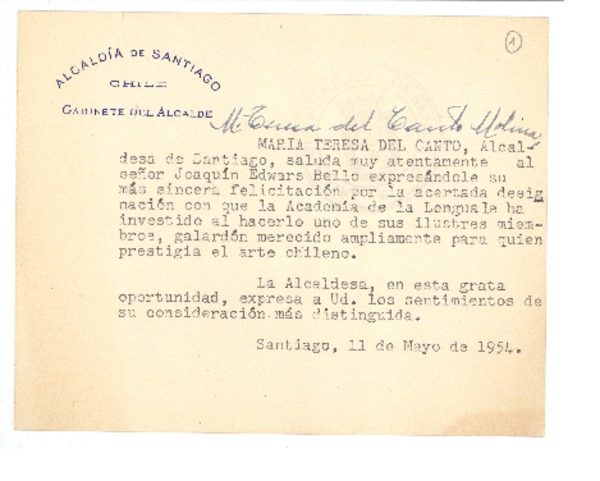 1
ALCALDÍA DE SANTIAGO
CHILE
GABINETE DEL ALCALDE
Mª Teresa del Canto Molina
MARIA TERESA DEL CANTO, Alcal-
desa de Santiago, saluda muy atentamente al
señor Joaquín Edwars Bello expresándole su
más sincera felicitación por la acertada desig
nación con que la Academia de la Lenguale ha
investido al hacerlo uno de sus ilustres miem-
bros, galardón merecido ampliamente para quien
prestigia el arte chileno.
La Alcaldesa, en esta grata
oportunidad, expresa a Ud. los sentimientos de
su consideración más distinguida.
Santiago, 11 de Mayo de 1954.